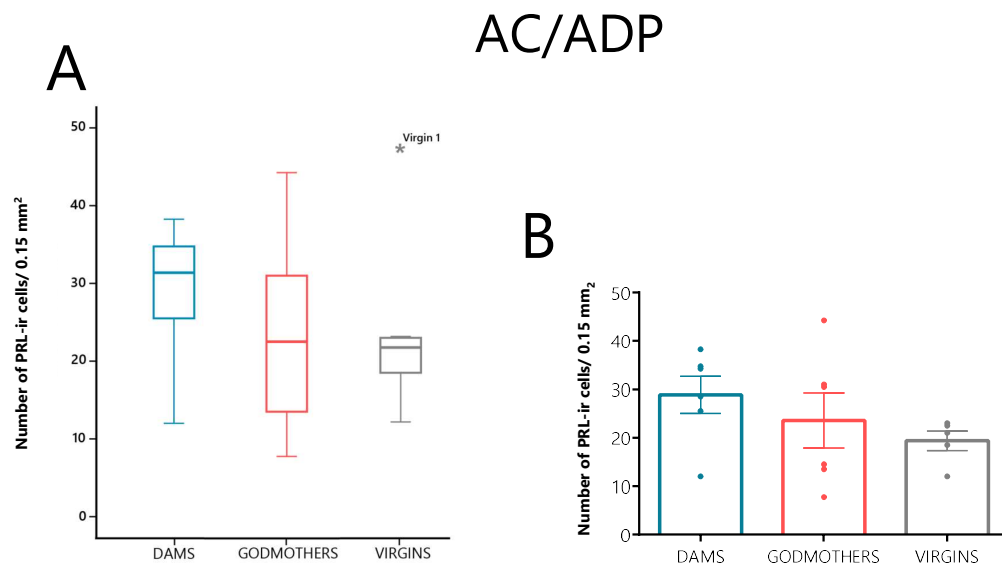 AC/ADP
A
Number of PRL-ir cells/ 0.15 mm²
50
40
30
20
10
0
*
Virgin 1
DAMS GODMOTHERS VIRGINS
B
Number of PRL-ir cells/ 0.15 mm₂
50
40
30
20
10
0
DAMS GODMOTHERS VIRGINS